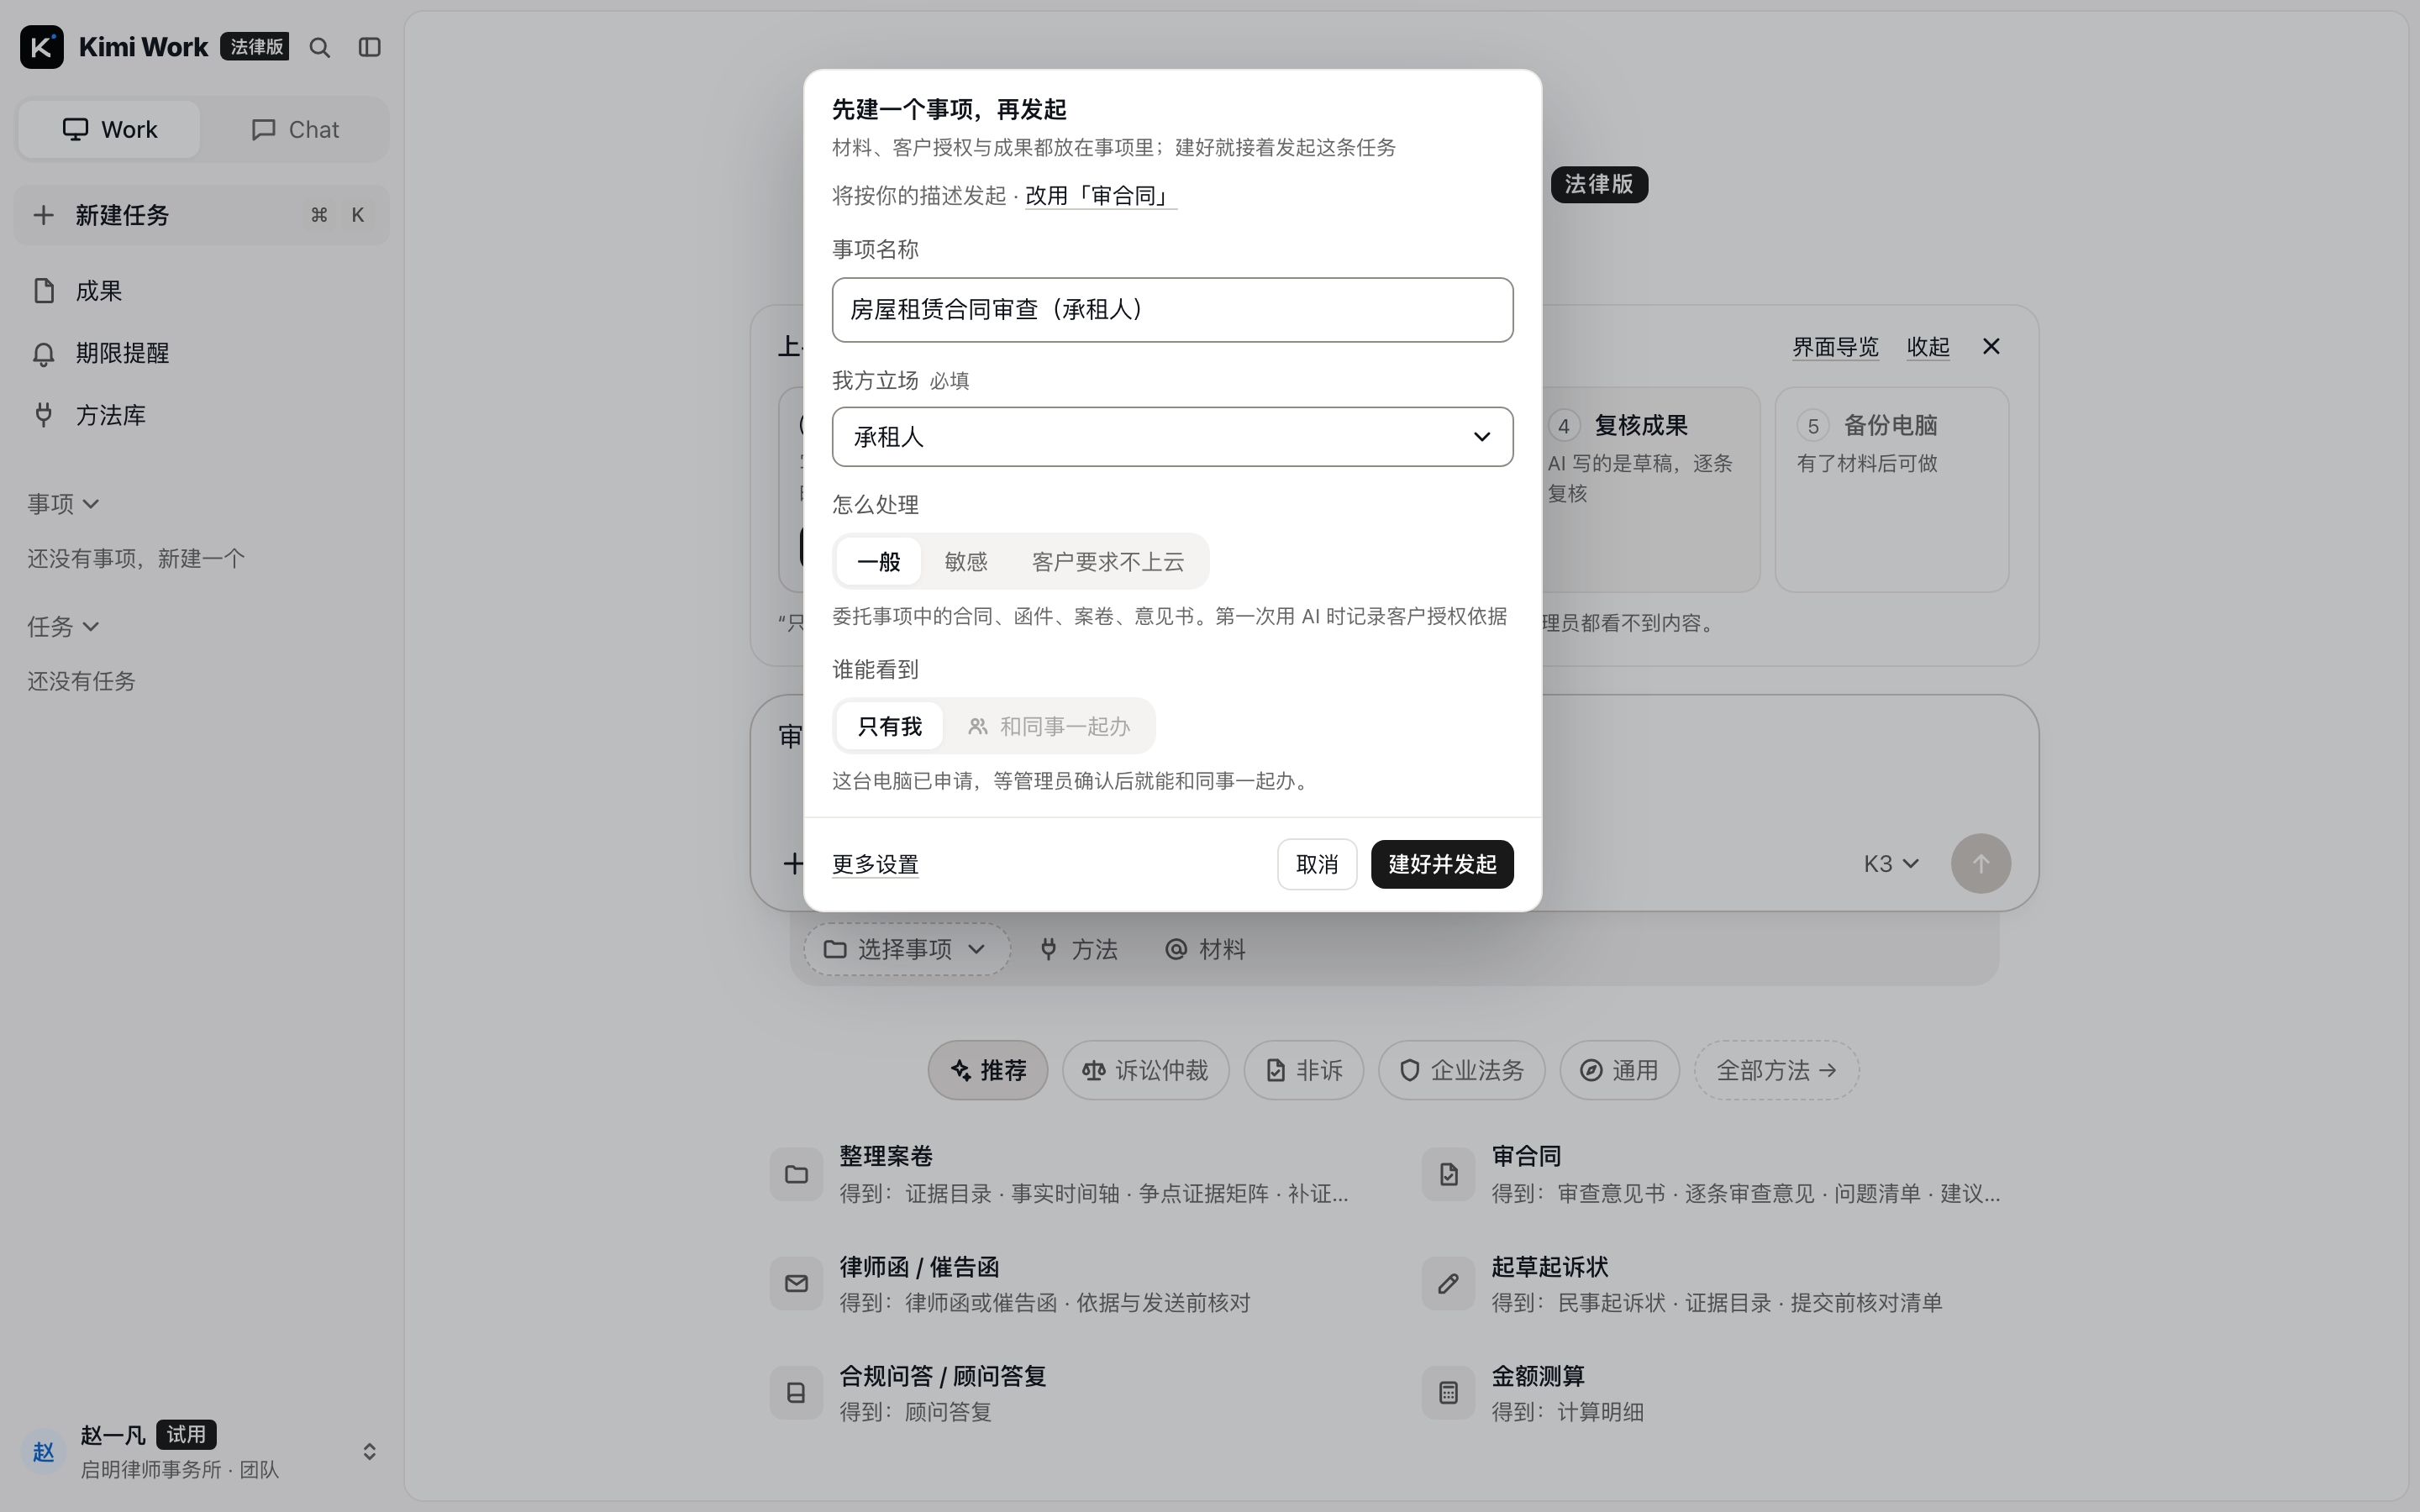 Kimi Work 法律版
Work
Chat
新建任务 ⌘ K
成果
期限提醒
方法库
事项
还没有事项，新建一个
任务
还没有任务
赵 赵一凡 试用
启明律师事务所 · 团队
法律版
界面导览 收起
4 复核成果
AI 写的是草稿，逐条
复核
5 备份电脑
有了材料后可做
“只
理员都看不到内容。
审
K3
先建一个事项，再发起
材料、客户授权与成果都放在事项里；建好就接着发起这条任务
将按你的描述发起 · 改用「审合同」
事项名称
房屋租赁合同审查（承租人）
我方立场 必填
承租人
怎么处理
一般 敏感 客户要求不上云
委托事项中的合同、函件、案卷、意见书。第一次用 AI 时记录客户授权依据
谁能看到
只有我 和同事一起办
这台电脑已申请，等管理员确认后就能和同事一起办。
更多设置 取消 建好并发起
选择事项 方法 材料
推荐 诉讼仲裁 非诉 企业法务 通用 全部方法 →
整理案卷
得到：证据目录 · 事实时间轴 · 争点证据矩阵 · 补证...
审合同
得到：审查意见书 · 逐条审查意见 · 问题清单 · 建议...
律师函 / 催告函
得到：律师函或催告函 · 依据与发送前核对
起草起诉状
得到：民事起诉状 · 证据目录 · 提交前核对清单
合规问答 / 顾问答复
得到：顾问答复
金额测算
得到：计算明细